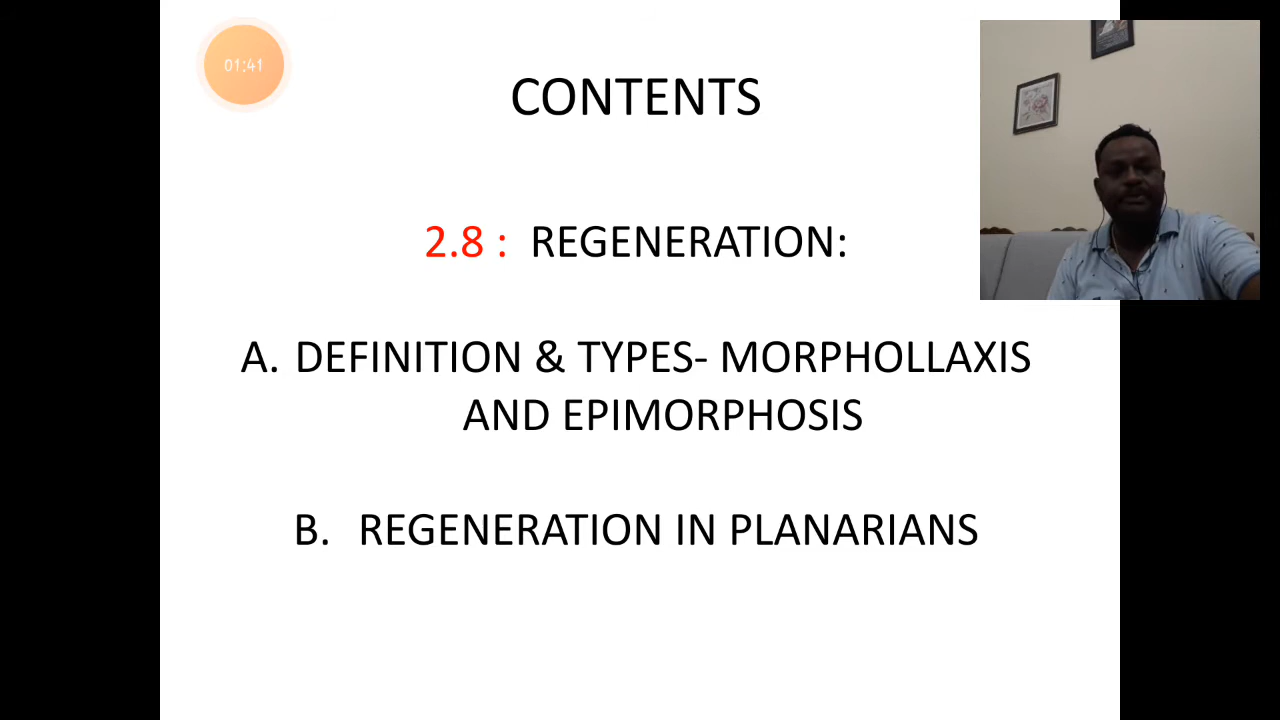 01:41
CONTENTS
2.8 : REGENERATION:
A. DEFINITION & TYPES- MORPHOLLAXIS
AND EPIMORPHOSIS
B. REGENERATION IN PLANARIANS